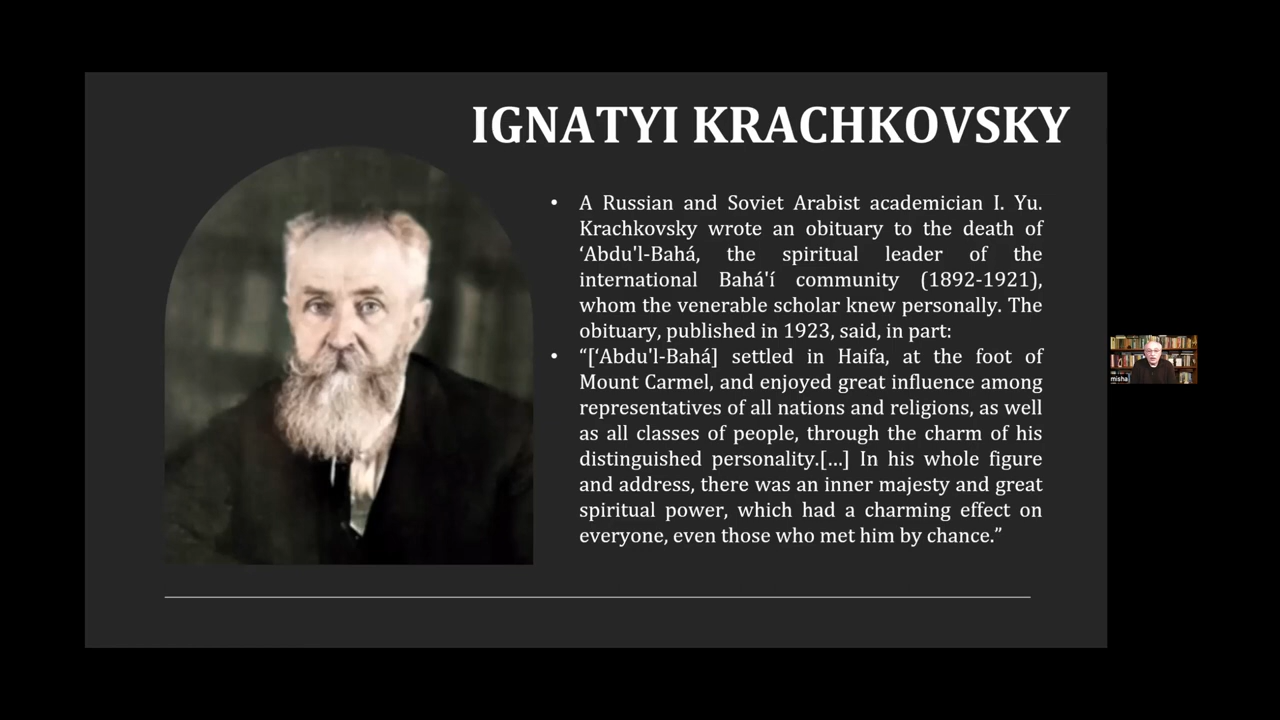 IGNATYI KRACHKOVSKY
• A Russian and Soviet Arabist academician I. Yu.
Krachkovsky wrote an obituary to the death of
‘Abdu'l-Bahá, the spiritual leader of the
international Bahá'í community (1892-1921),
whom the venerable scholar knew personally. The
obituary, published in 1923, said, in part:
• “[‘Abdu'l-Bahá] settled in Haifa, at the foot of
Mount Carmel, and enjoyed great influence among
representatives of all nations and religions, as well
as all classes of people, through the charm of his
distinguished personality.[…] In his whole figure
and address, there was an inner majesty and great
spiritual power, which had a charming effect on
everyone, even those who met him by chance.”
misha